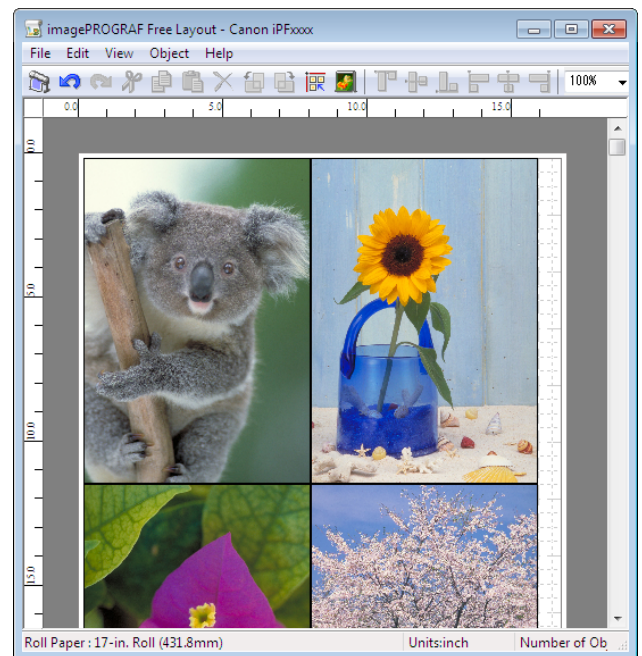 imagePROGRAF Free Layout - Canon iPFxxxx
File Edit View Object Help
100%
0.0 5.0 10.0 15.0
0.0
5.0
10.0
15.0
Roll Paper : 17-in. Roll (431.8mm) Units:inch Number of Ob